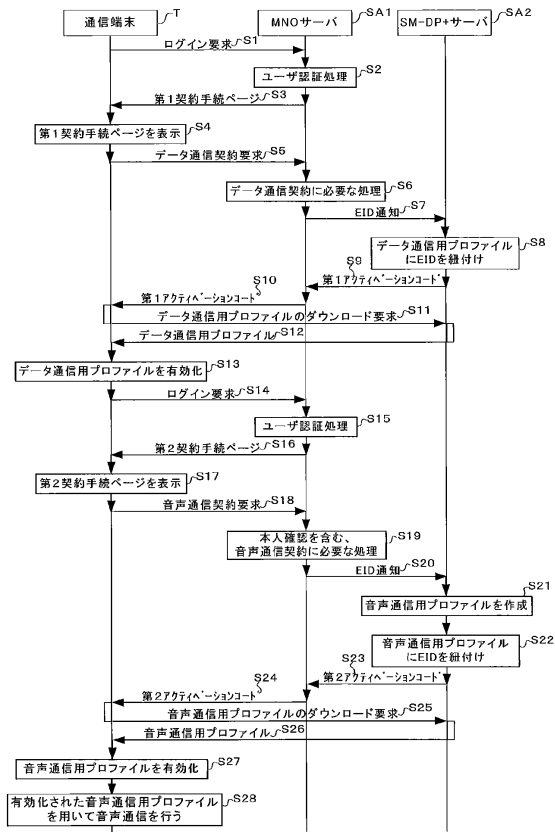 通信端末 T
MNOサーバ SA1
SM-DP+サーバ SA2
ログイン要求 S1
ユーザ認証処理 S2
第1契約手続ページ S3
第1契約手続ページを表示 S4
データ通信契約要求 S5
データ通信契約に必要な処理 S6
EID通知 S7
データ通信用プロファイル
にEIDを紐付け S8
第1アクティベーションコード S9
第1アクティベーションコード S10
データ通信用プロファイルのダウンロード要求 S11
データ通信用プロファイル S12
データ通信用プロファイルを有効化 S13
ログイン要求 S14
ユーザ認証処理 S15
第2契約手続ページ S16
第2契約手続ページを表示 S17
音声通信契約要求 S18
本人確認を含む、
音声通信契約に必要な処理 S19
EID通知 S20
音声通信用プロファイルを作成 S21
音声通信用プロファイル
にEIDを紐付け S22
第2アクティベーションコード S23
第2アクティベーションコード S24
音声通信用プロファイルのダウンロード要求 S25
音声通信用プロファイル S26
音声通信用プロファイルを有効化 S27
有効化された音声通信用プロファイル
を用いて音声通信を行う S28